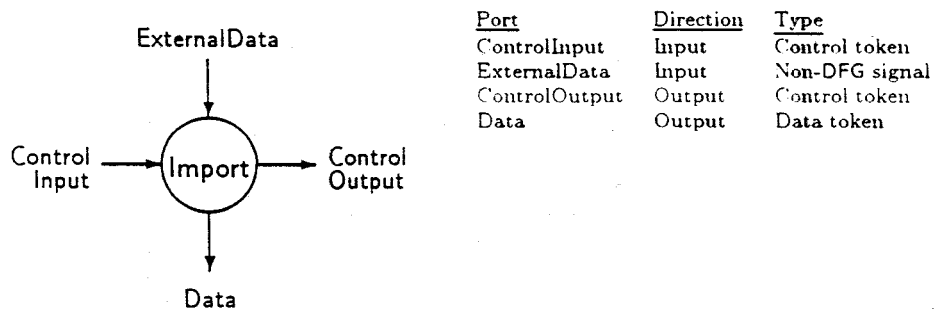 ExternalData
Control
Input
Import
Control
Output
Data
Port Direction Type
ControlInput Input Control token
ExternalData Input Non-DFG signal
ControlOutput Output Control token
Data Output Data token